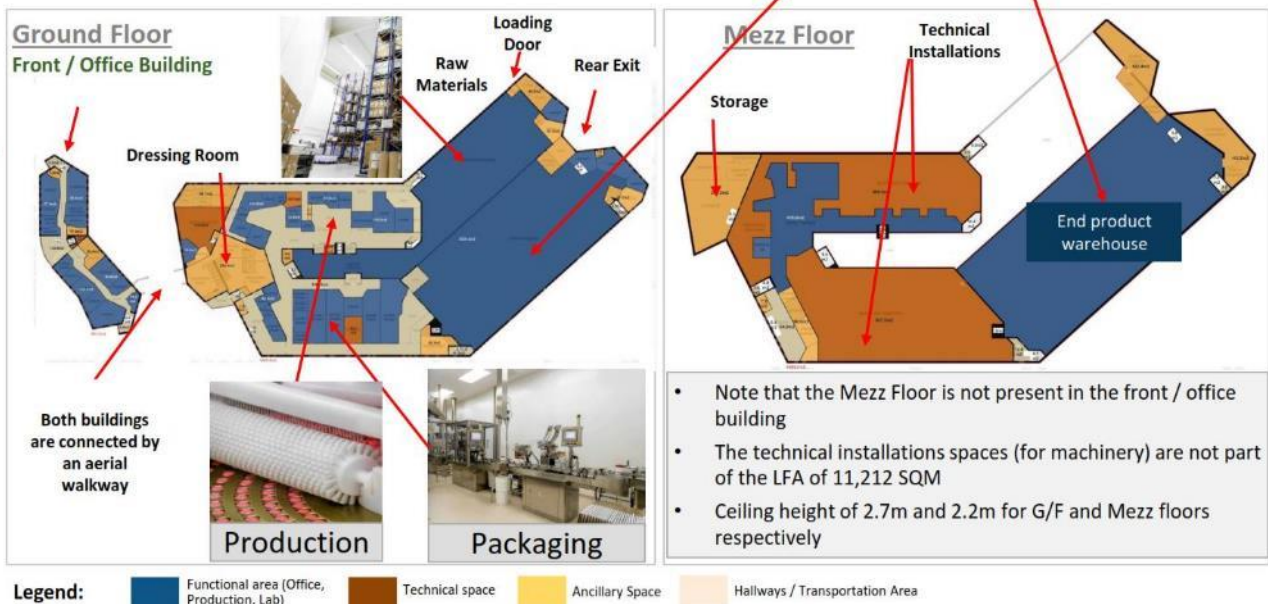 Ground Floor
Front / Office Building
Loading
Door
Raw
Materials
Rear Exit
Dressing Room
Both buildings
are connected by
an aerial
walkway
Production
Packaging
Mezz Floor
Technical
Installations
Storage
End product
warehouse
• Note that the Mezz Floor is not present in the front / office
building
• The technical installations spaces (for machinery) are not part
of the LFA of 11,212 SQM
• Ceiling height of 2.7m and 2.2m for G/F and Mezz floors
respectively
Legend:
Functional area (Office,
Production, Lab)
Technical space
Ancillary Space
Hallways / Transportation Area